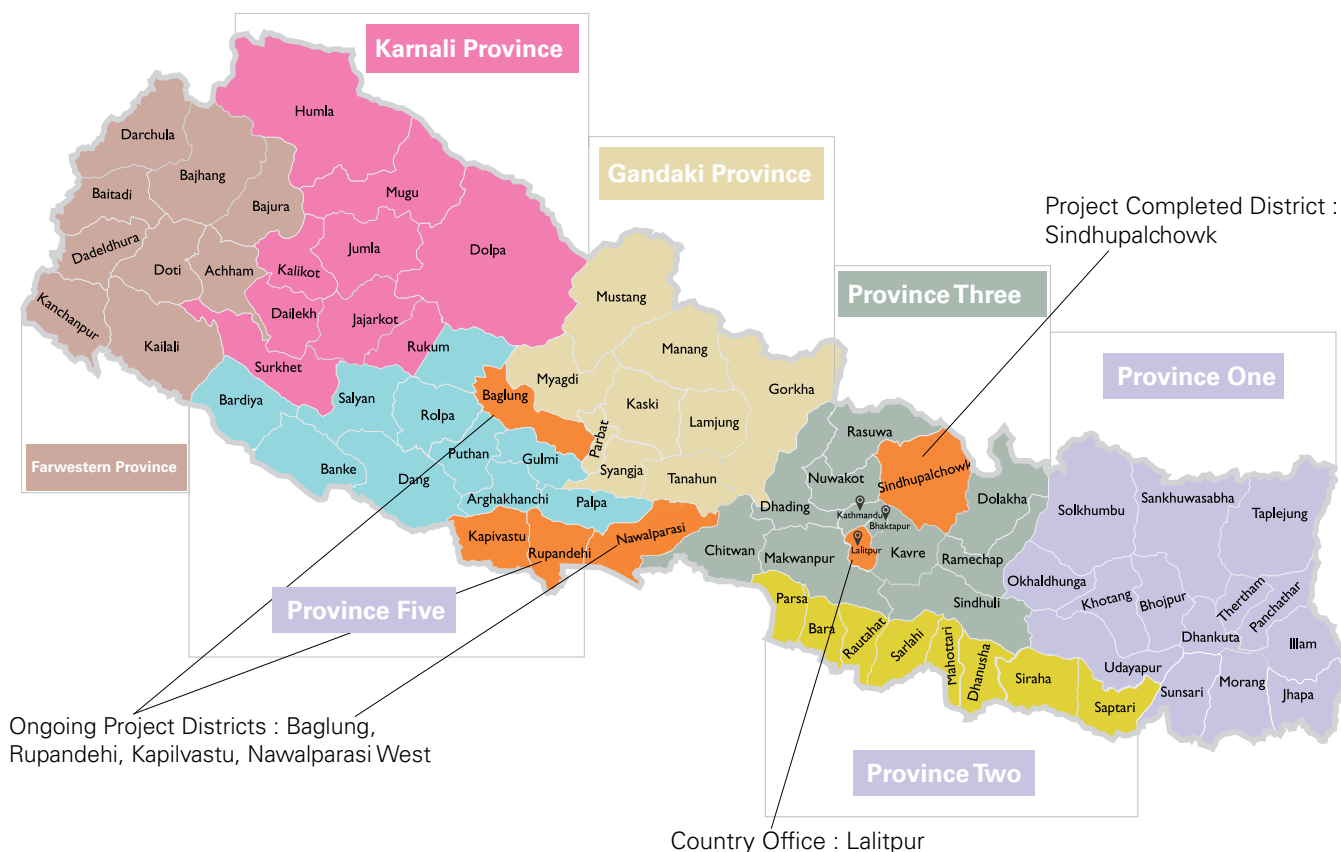 Karnali Province
Humla
Darchula
Bajhang
Baitadi
Bajura
Mugu
Dadeldhura
Doti
Achham
Kalikot
Jumla
Dolpa
Kanchanpur
Kailali
Dailekh
Jajarkot
Surkhet
Rukum
Farwestern Province
Gandaki Province
Mustang
Manang
Myagdi
Gorkha
Kaski
Lamjung
Parbat
Syangja
Tanahun
Baglung
Bardiya
Salyan
Rolpa
Banke
Dang
Puthan
Gulmi
Arghakhanchi
Palpa
Kapivastu
Rupandehi
Nawalparasi
Province Five
Project Completed District :
Sindhupalchowk
Province Three
Rasuwa
Nuwakot
Sindhupalchowk
Dolakha
Dhading
Kathmandu
Bhaktapur
Lalitpur
Kavre
Ramechap
Chitwan
Makwanpur
Sindhuli
Province One
Solkhumbu
Sankhuwasabha
Taplejung
Okhaldhunga
Khotang
Bhojpur
Thertham
Panchathar
Dhankuta
Illam
Udayapur
Sunsari
Morang
Jhapa
Parsa
Bara
Rautahat
Sarlahi
Mahottari
Dhanusha
Siraha
Saptari
Province Two
Ongoing Project Districts : Baglung,
Rupandehi, Kapilvastu, Nawalparasi West
Country Office : Lalitpur